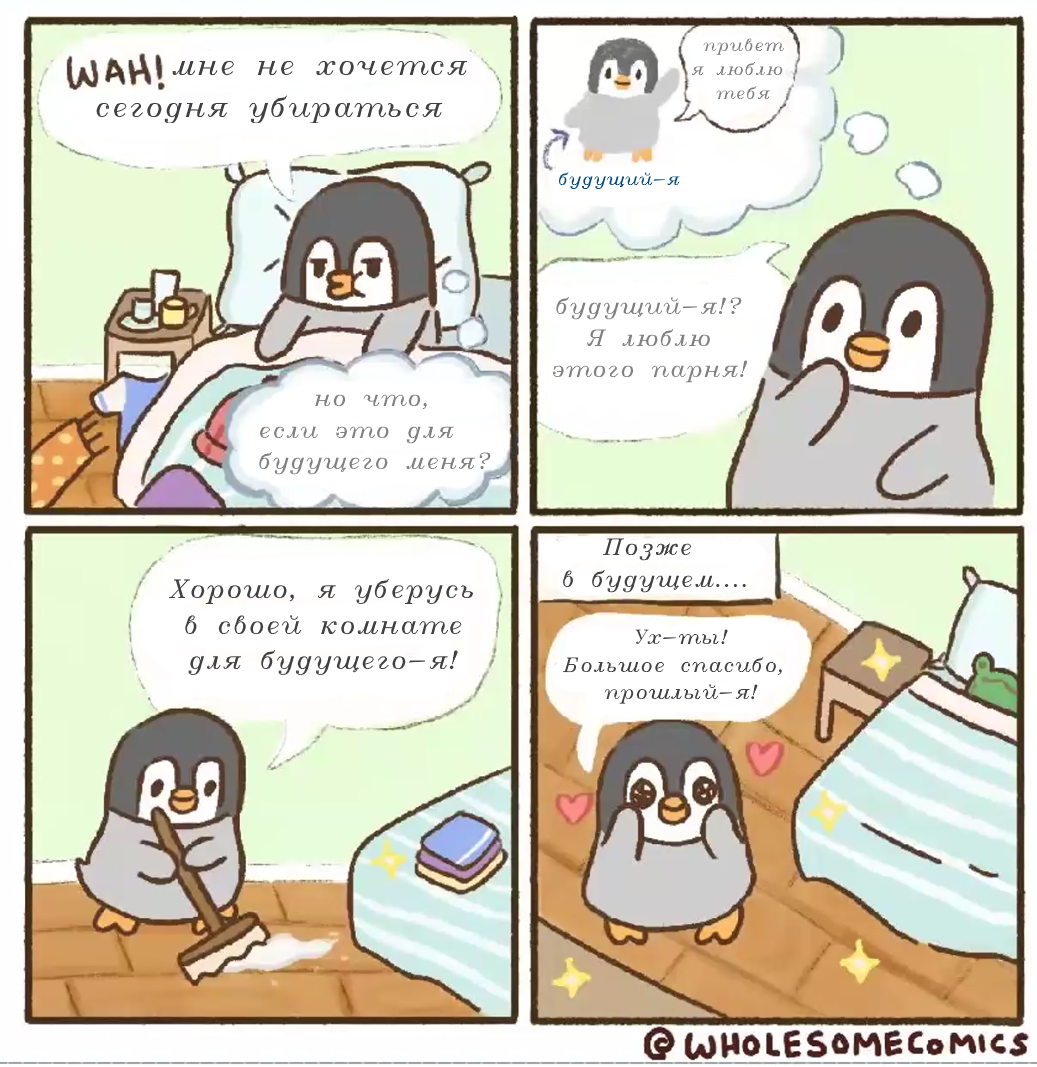 WAH! мне не хочется
сегодня убираться
но что,
если это для
будущего меня?
привет
я люблю
тебя
будущий-я
будущий-я!?
Я люблю
этого парня!
Хорошо, я уберусь
в своей комнате
для будущего-я!
Позже
в будущем....
Ух-ты!
Большое спасибо,
прошлый-я!
@WHOLESOMECOMICS